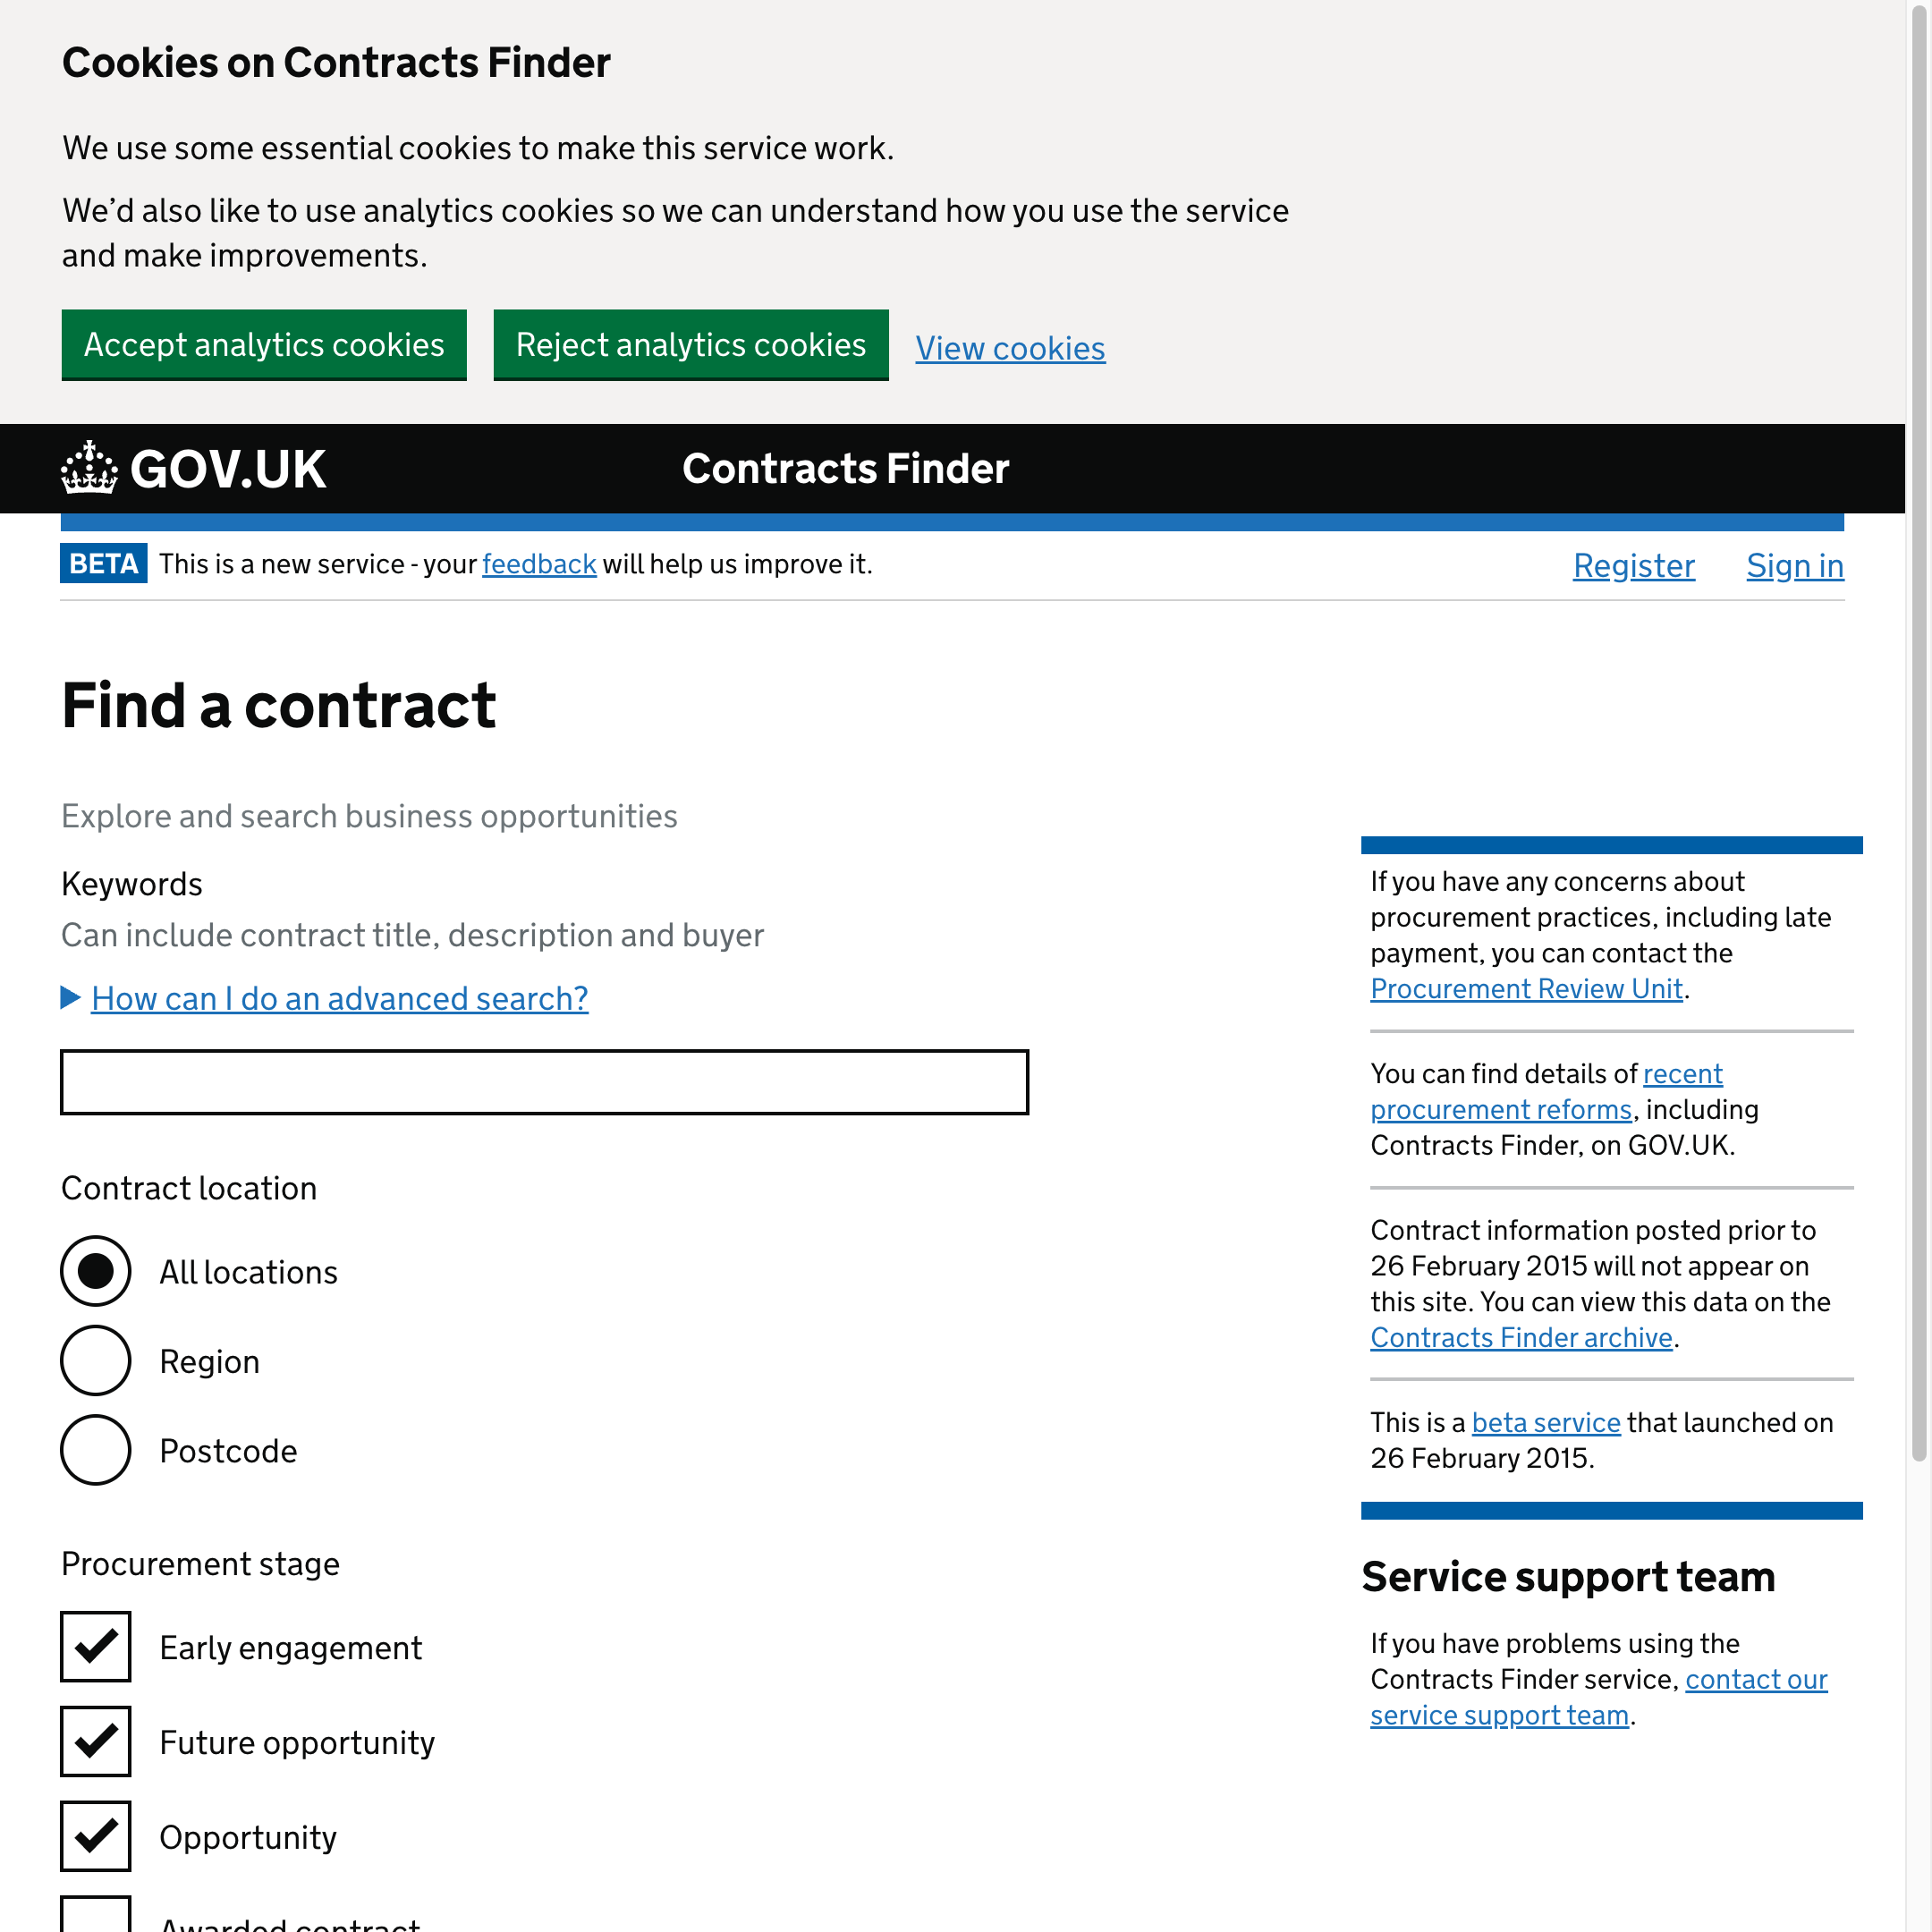 Cookies on Contracts Finder
We use some essential cookies to make this service work.
We’d also like to use analytics cookies so we can understand how you use the service
and make improvements.
Accept analytics cookies
Reject analytics cookies
View cookies
GOV.UK
Contracts Finder
BETA
This is a new service - your feedback will help us improve it.
Register
Sign in
Find a contract
Explore and search business opportunities
Keywords
Can include contract title, description and buyer
How can I do an advanced search?
Contract location
All locations
Region
Postcode
Procurement stage
Early engagement
Future opportunity
Opportunity
Awarded contract
If you have any concerns about
procurement practices, including late
payment, you can contact the
Procurement Review Unit.
You can find details of recent
procurement reforms, including
Contracts Finder, on GOV.UK.
Contract information posted prior to
26 February 2015 will not appear on
this site. You can view this data on the
Contracts Finder archive.
This is a beta service that launched on
26 February 2015.
Service support team
If you have problems using the
Contracts Finder service, contact our
service support team.